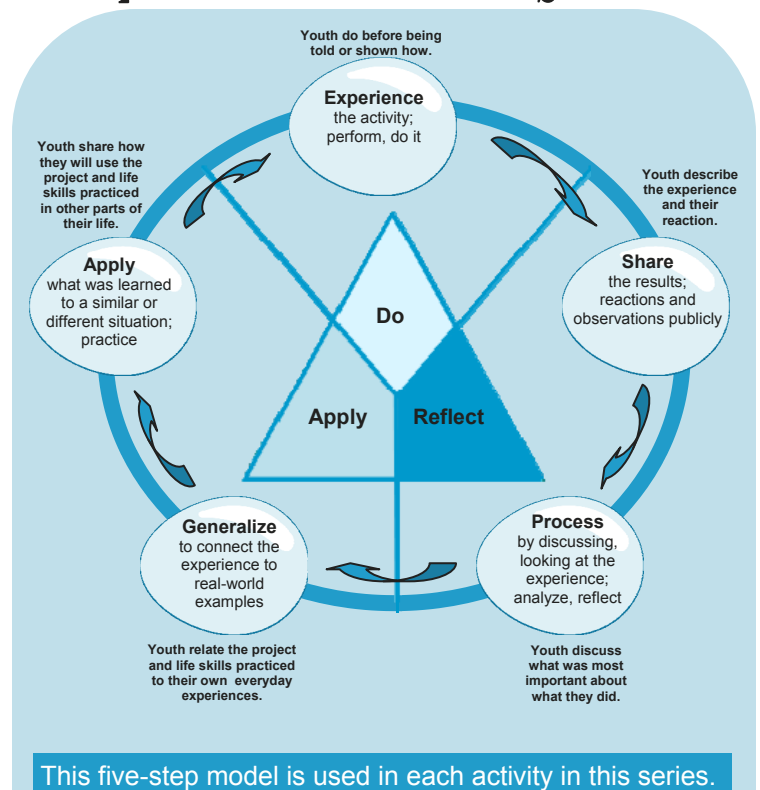 Youth do before being
told or shown how.
Experience
the activity;
perform, do it
Youth share how
they will use the
project and life
skills practiced
in other parts of
their life.
Youth describe
the experience
and their
reaction.
Apply
what was learned
to a similar or
different situation;
practice
Share
the results;
reactions and
observations publicly
Do
Apply
Reflect
Generalize
to connect the
experience to
real-world
examples
Process
by discussing,
looking at the
experience;
analyze, reflect
Youth relate the project
and life skills practiced
to their own everyday
experiences.
Youth discuss
what was most
important about
what they did.
This five-step model is used in each activity in this series.